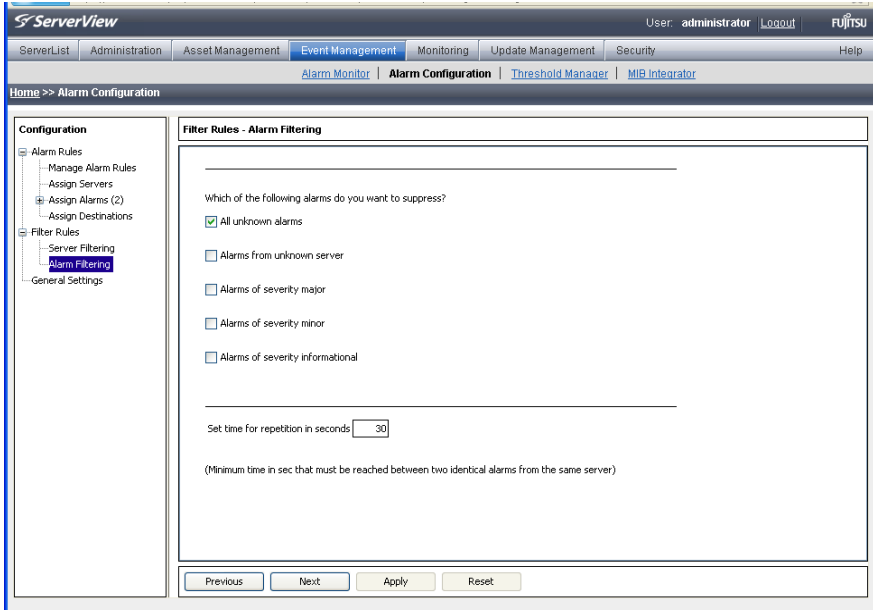 ServerView
User: administrator | Logout
FUJITSU
ServerList
Administration
Asset Management
Event Management
Monitoring
Update Management
Security
Help
Alarm Monitor | Alarm Configuration | Threshold Manager | MIB Integrator
Home >> Alarm Configuration
Configuration
Alarm Rules
Manage Alarm Rules
Assign Servers
Assign Alarms (2)
Assign Destinations
Filter Rules
Server Filtering
Alarm Filtering
General Settings
Filter Rules - Alarm Filtering
Which of the following alarms do you want to suppress?
All unknown alarms
Alarms from unknown server
Alarms of severity major
Alarms of severity minor
Alarms of severity informational
Set time for repetition in seconds 30
(Minimum time in sec that must be reached between two identical alarms from the same server)
Previous
Next
Apply
Reset